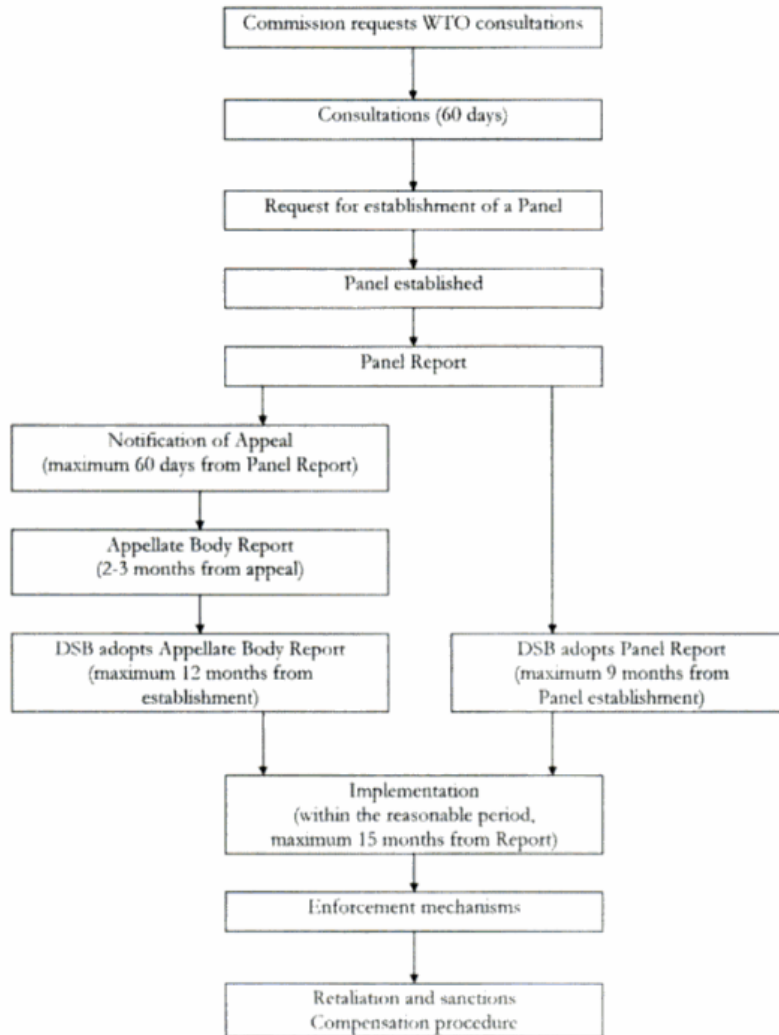 Commission requests WTO consultations
Consultations (60 days)
Request for establishment of a Panel
Panel established
Panel Report
Notification of Appeal
(maximum 60 days from Panel Report)
Appellate Body Report
(2-3 months from appeal)
DSB adopts Appellate Body Report
(maximum 12 months from
establishment)
DSB adopts Panel Report
(maximum 9 months from
Panel establishment)
Implementation
(within the reasonable period,
maximum 15 months from Report)
Enforcement mechanisms
Retaliation and sanctions
Compensation procedure